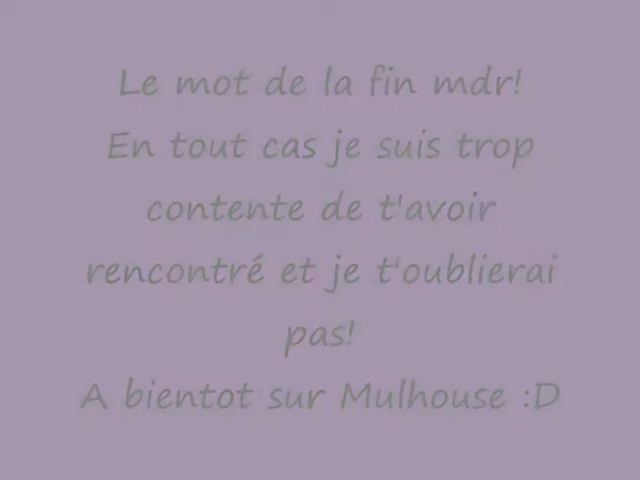 Le mot de la fin mdr!
En tout cas je suis trop
contente de t'avoir
rencontré et je t'oublierai
pas!
A bientot sur Mulhouse :D